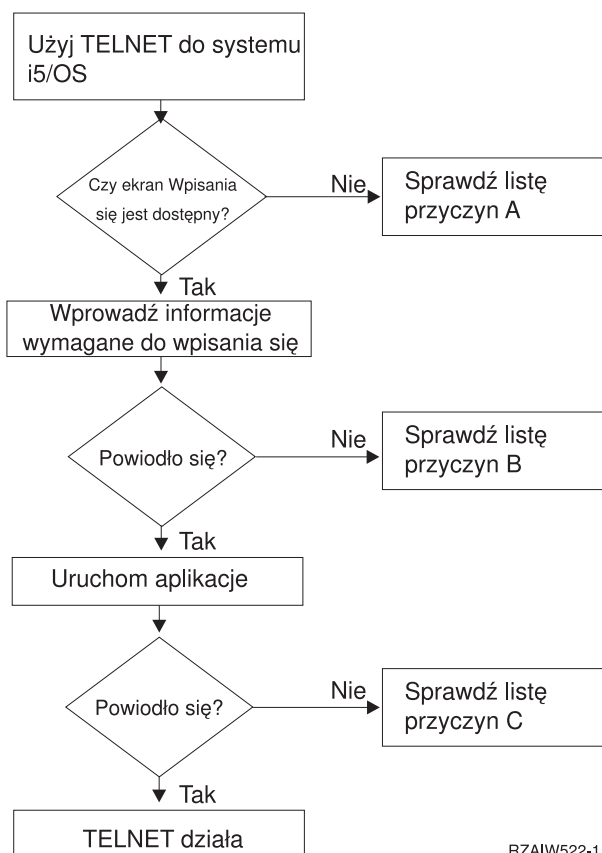 Użyj TELNET do systemu
i5/OS
Czy ekran Wpisania
się jest dostępny?
Nie
Sprawdź listę
przyczyn A
Tak
Wprowadź informacje
wymagane do wpisania się
Powiodło się?
Nie
Sprawdź listę
przyczyn B
Tak
Uruchom aplikacje
Powiodło się?
Nie
Sprawdź listę
przyczyn C
Tak
TELNET działa
RZAIW522-1